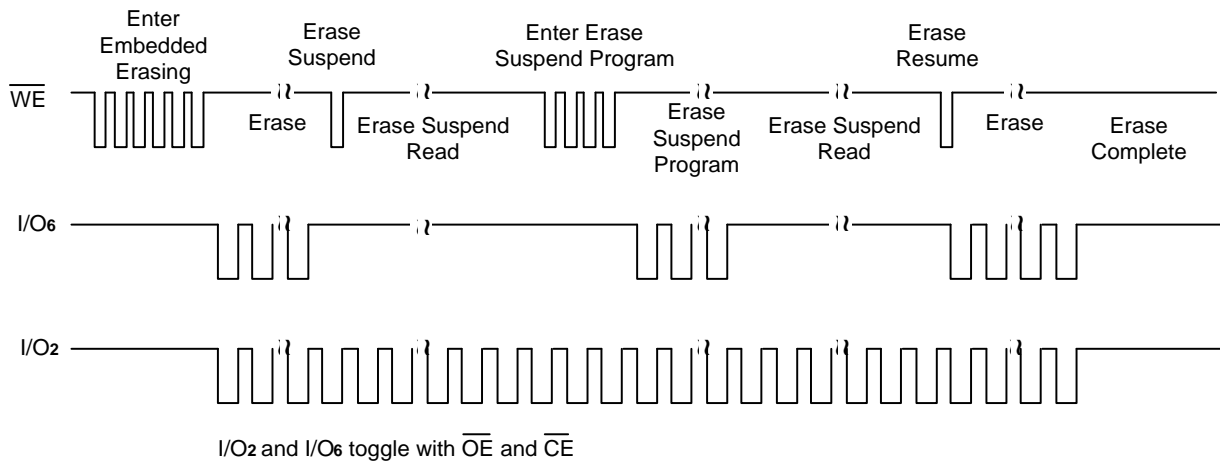 Enter
Embedded
Erasing
Erase
Suspend
Enter Erase
Suspend Program
Erase
Resume
WE
Erase
Erase Suspend
Read
Erase
Suspend
Program
Erase Suspend
Read
Erase
Erase
Complete
I/O6
I/O2
I/O2 and I/O6 toggle with OE and CE